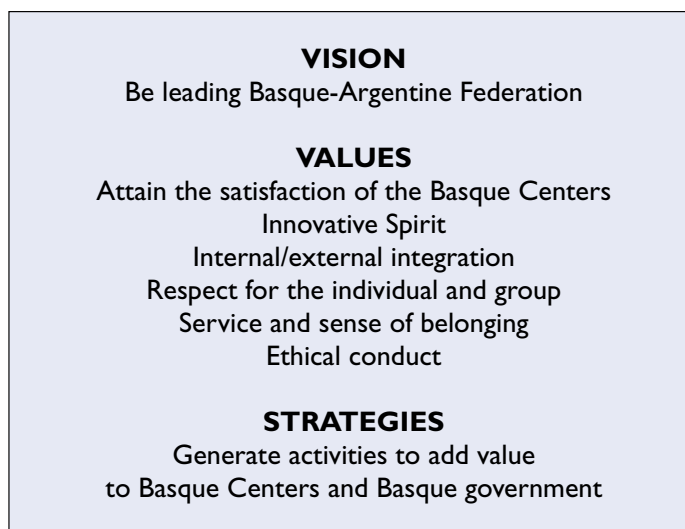 VISION
Be leading Basque-Argentine Federation
VALUES
Attain the satisfaction of the Basque Centers
Innovative Spirit
Internal/external integration
Respect for the individual and group
Service and sense of belonging
Ethical conduct
STRATEGIES
Generate activities to add value
to Basque Centers and Basque government